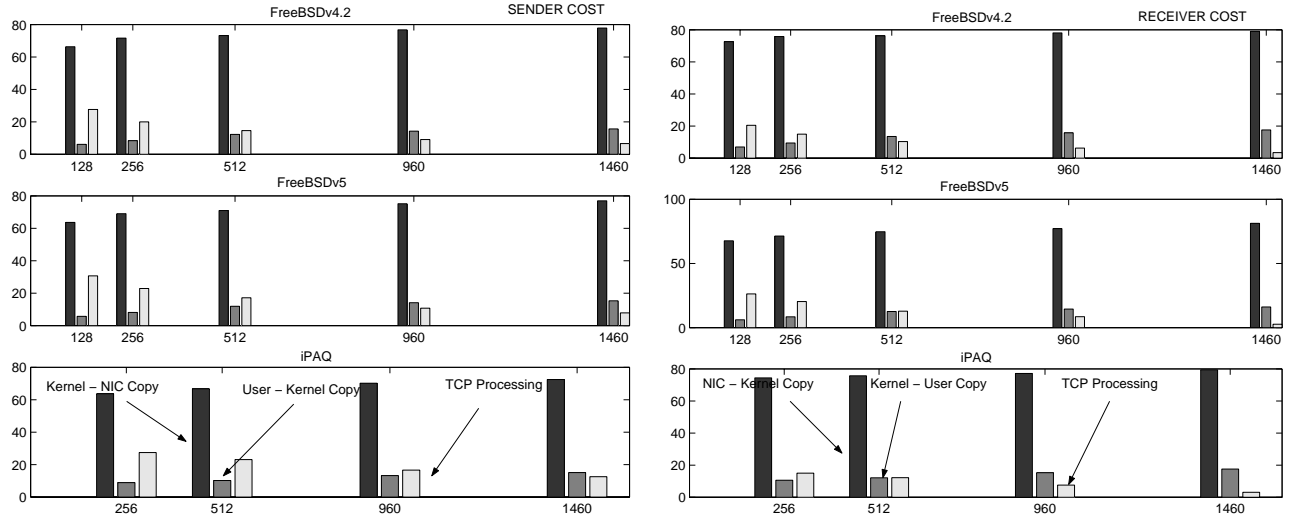 FreeBSDv4.2
SENDER COST
80
60
40
20
0
128 256 512 960 1460
FreeBSDv5
80
60
40
20
0
128 256 512 960 1460
iPAQ
80
60
40
20
0
Kernel – NIC Copy
User – Kernel Copy
TCP Processing
256 512 960 1460
FreeBSDv4.2
RECEIVER COST
80
60
40
20
0
128 256 512 960 1460
FreeBSDv5
100
50
0
128 256 512 960 1460
iPAQ
80
60
40
20
0
NIC – Kernel Copy
Kernel – User Copy
TCP Processing
256 512 960 1460